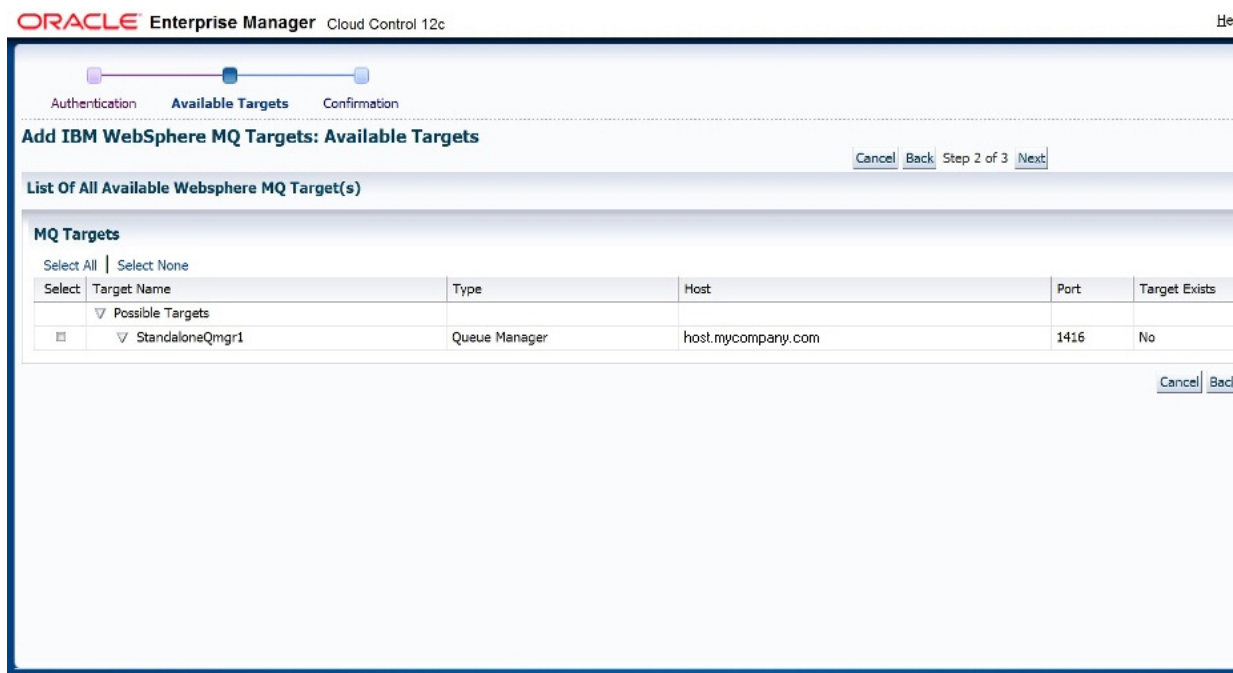 ORACLE Enterprise Manager Cloud Control 12c He
Authentication Available Targets Confirmation
Add IBM WebSphere MQ Targets: Available Targets
Cancel Back Step 2 of 3 Next
List Of All Available Websphere MQ Target(s)
MQ Targets
Select All | Select None
Select Target Name Type Host Port Target Exists
Possible Targets
StandaloneQmgr1 Queue Manager host.mycompany.com 1416 No
Cancel Back